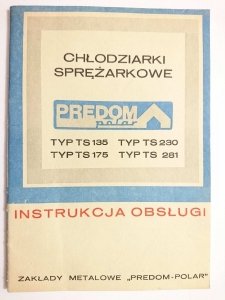 CHŁODZIARKI
SPRĘŻARKOWE
PREDOM
polar
TYP TS 135 TYP TS 230
TYP TS 175 TYP TS 281
INSTRUKCJA OBSŁUGI
ZAKŁADY METALOWE „PREDOM-POLAR”